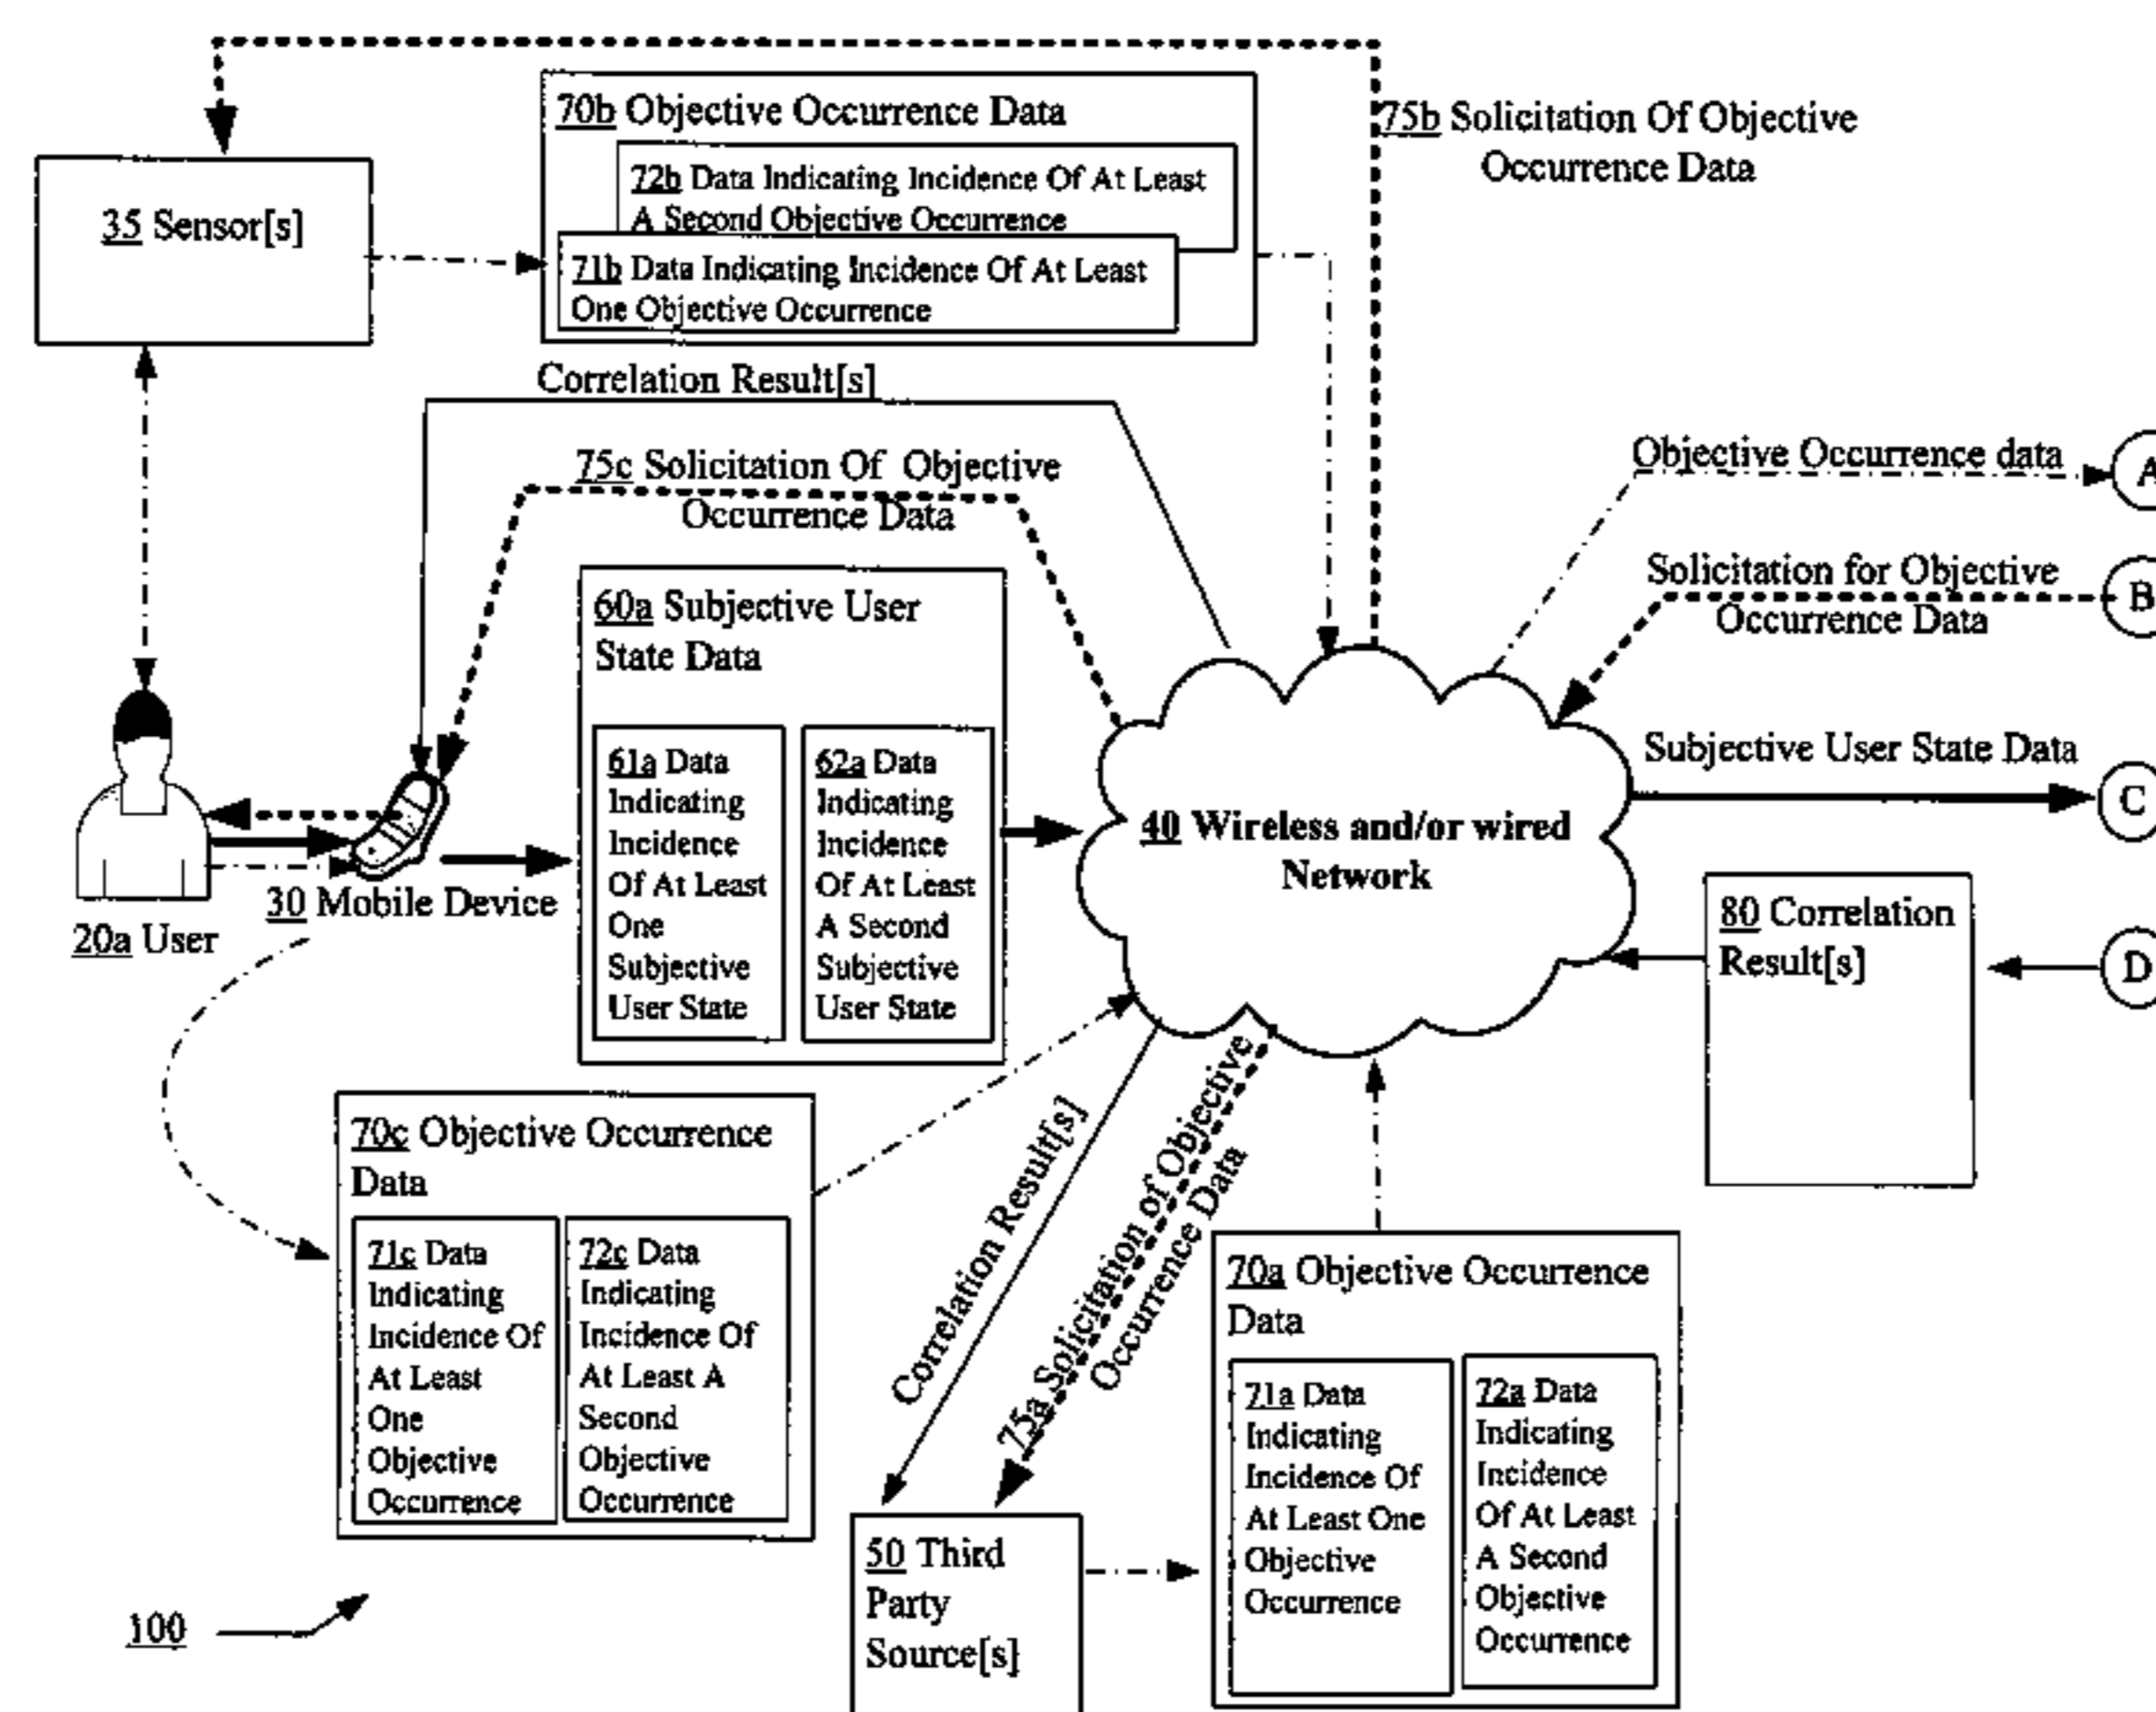 70b Objective Occurrence Data
75b Solicitation Of Objective
Occurrence Data
72b Data Indicating Incidence Of At Least
A Second Objective Occurrence
35 Sensor[s]
71b Data Indicating Incidence Of At Least
One Objective Occurrence
Correlation Result[s]
75c Solicitation Of Objective
Occurrence Data
Objective Occurrence data
A
Solicitation for Objective
Occurrence Data
B
60a Subjective User
State Data
61a Data
Indicating
Incidence
Of At Least
One
Subjective
User State
62a Data
Indicating
Incidence
Of At Least
A Second
Subjective
User State
Subjective User State Data
C
40 Wireless and/or wired
Network
30 Mobile Device
20a User
80 Correlation
Result[s]
D
70c Objective Occurrence
Data
71c Data
Indicating
Incidence Of
At Least
One
Objective
Occurrence
72c Data
Indicating
Incidence Of
At Least A
Second
Objective
Occurrence
Correlation Result[s]
75a Solicitation of Objective
Occurrence Data
70a Objective Occurrence
Data
71a Data
Indicating
Incidence Of
At Least One
Objective
Occurrence
72a Data
Indicating
Incidence
Of At Least
A Second
Objective
Occurrence
50 Third
Party
Source[s]
100